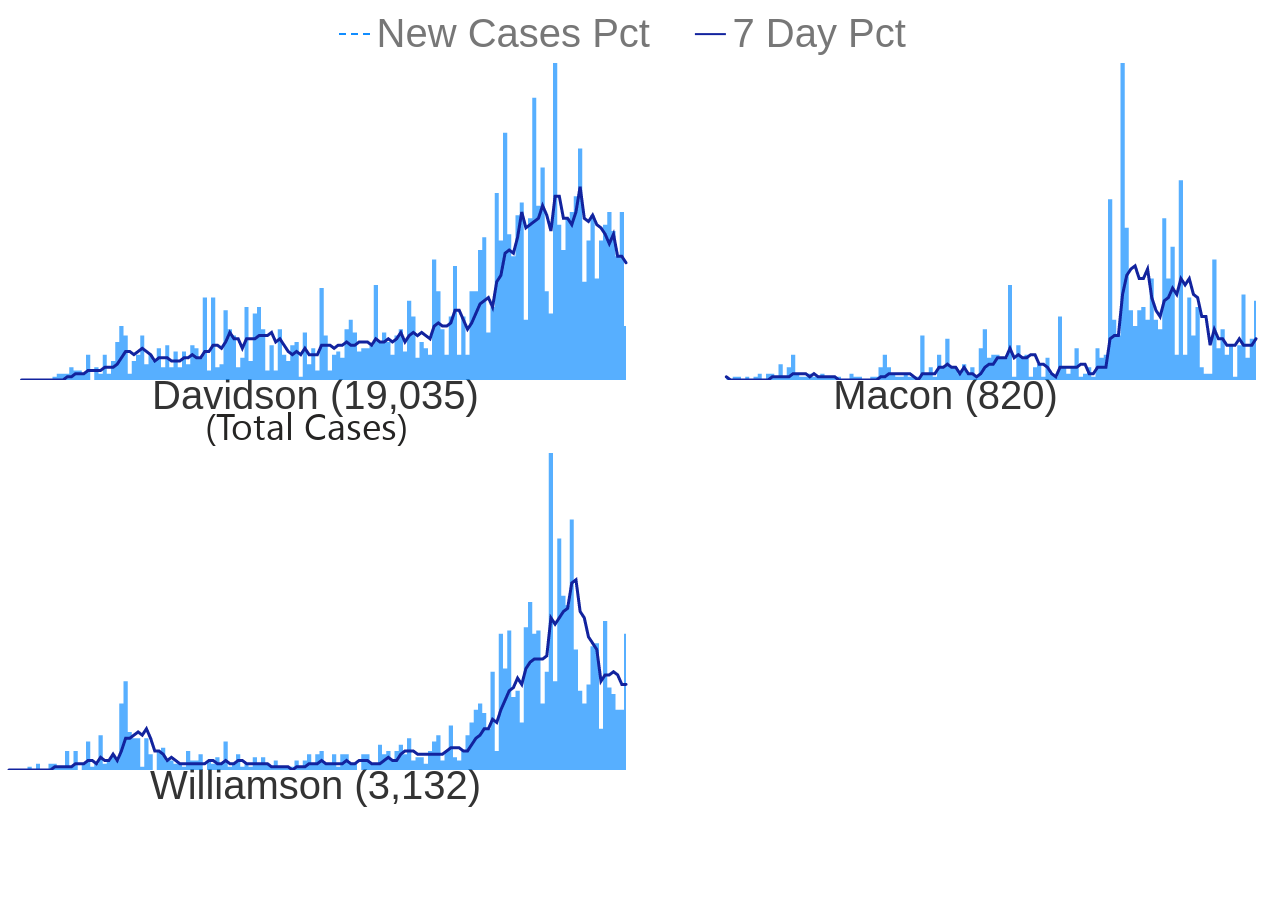 New Cases Pct 7 Day Pct
Davidson (19,035)
(Total Cases)
Macon (820)
Williamson (3,132)